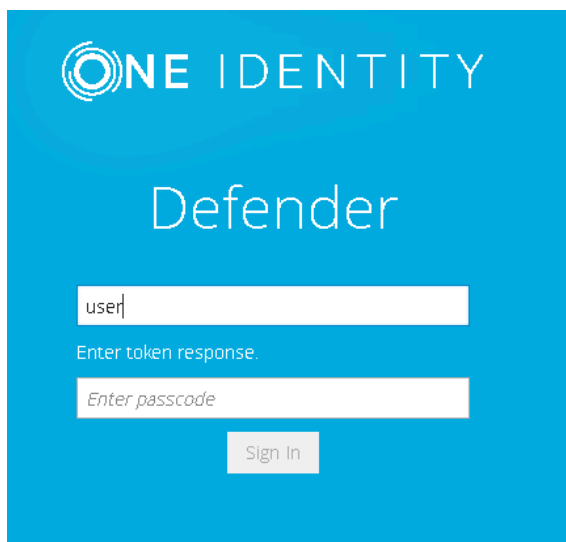 ONE IDENTITY
Defender
user
Enter token response.
Enter passcode
Sign In